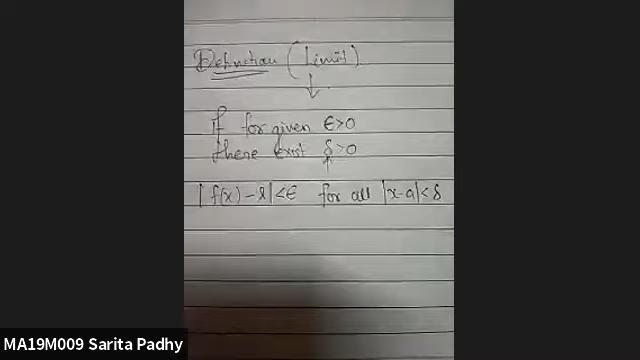 Definition (Limit)
↓
If for given ε>0
there exist δ>0
|f(x)-l|<ε for all |x-a|<δ
MA19M009 Sarita Padhy